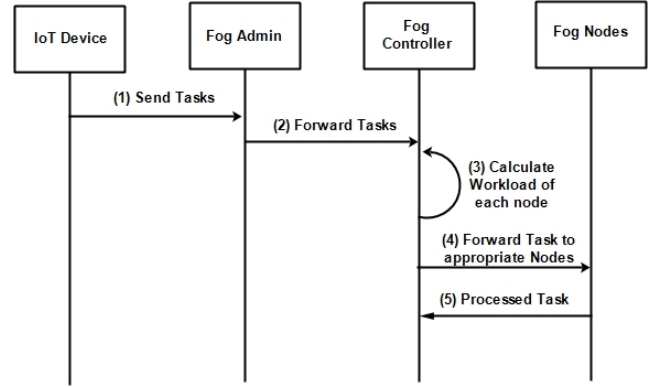 IoT Device
Fog Admin
Fog
Controller
Fog Nodes
(1) Send Tasks
(2) Forward Tasks
(3) Calculate
Workload of
each node
(4) Forward Task to
appropriate Nodes
(5) Processed Task